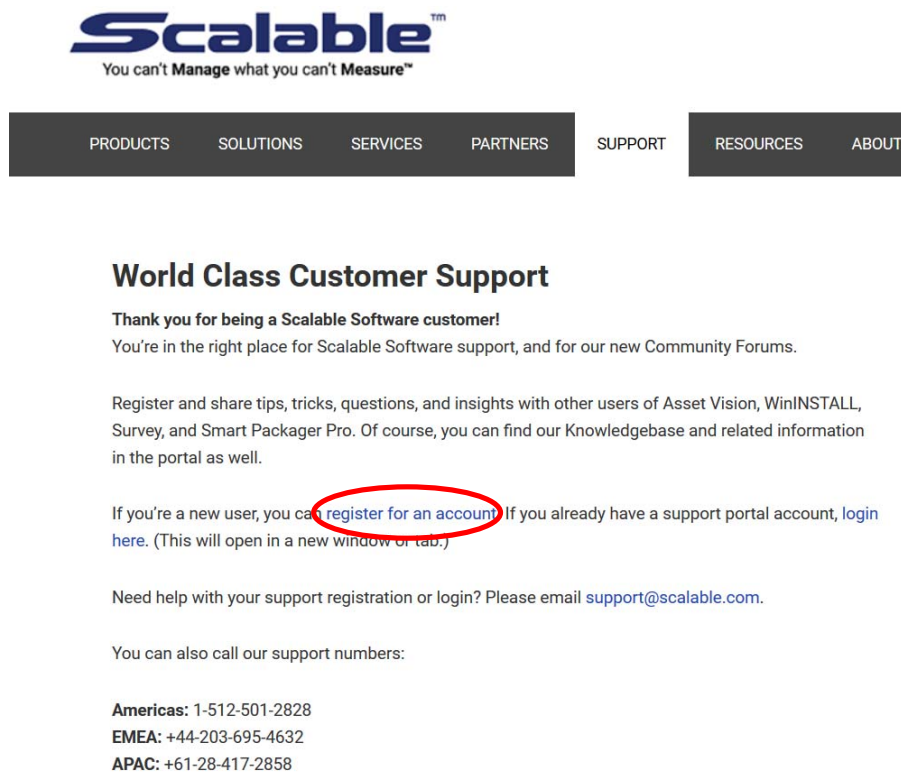 Scalable™
You can't Manage what you can't Measure™
PRODUCTS SOLUTIONS SERVICES PARTNERS SUPPORT RESOURCES ABOUT
World Class Customer Support
Thank you for being a Scalable Software customer!
You're in the right place for Scalable Software support, and for our new Community Forums.
Register and share tips, tricks, questions, and insights with other users of Asset Vision, WinINSTALL,
Survey, and Smart Packager Pro. Of course, you can find our Knowledgebase and related information
in the portal as well.
If you're a new user, you can register for an account. If you already have a support portal account, login
here. (This will open in a new window or tab.)
Need help with your support registration or login? Please email support@scalable.com.
You can also call our support numbers:
Americas: 1-512-501-2828
EMEA: +44-203-695-4632
APAC: +61-28-417-2858